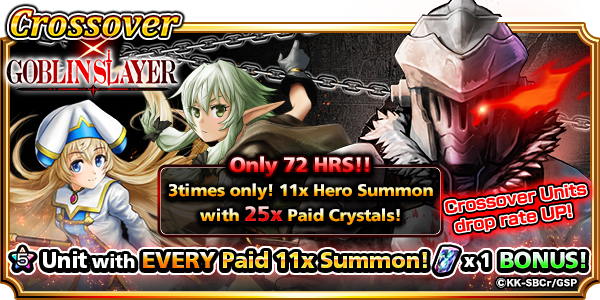 Crossover
×
GOBLIN SLAYER
Only 72 HRS!!
3times only! 11x Hero Summon
with 25x Paid Crystals!
Crossover Units
drop rate UP!
5 Unit with EVERY Paid 11x Summon! x 1 BONUS!
©KK-SBCr/GSP